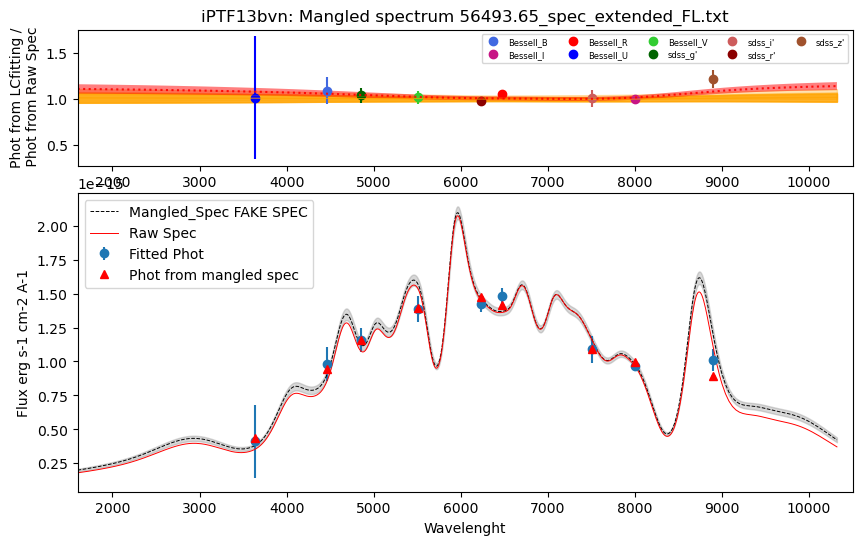 iPTF13bvn: Mangled spectrum 56493.65_spec_extended_FL.txt
Phot from LCfitting /
Phot from Raw Spec
1.5
1.0
0.5
Bessell_B
Bessell_I
Bessell_R
Bessell_U
Bessell_V
sdss_g'
sdss_i'
sdss_r'
sdss_z'
2000 3000 4000 5000 6000 7000 8000 9000 10000
1e−15
Flux erg s-1 cm-2 A-1
2.00
1.75
1.50
1.25
1.00
0.75
0.50
0.25
Mangled_Spec FAKE SPEC
Raw Spec
Fitted Phot
Phot from mangled spec
2000 3000 4000 5000 6000 7000 8000 9000 10000
Wavelenght